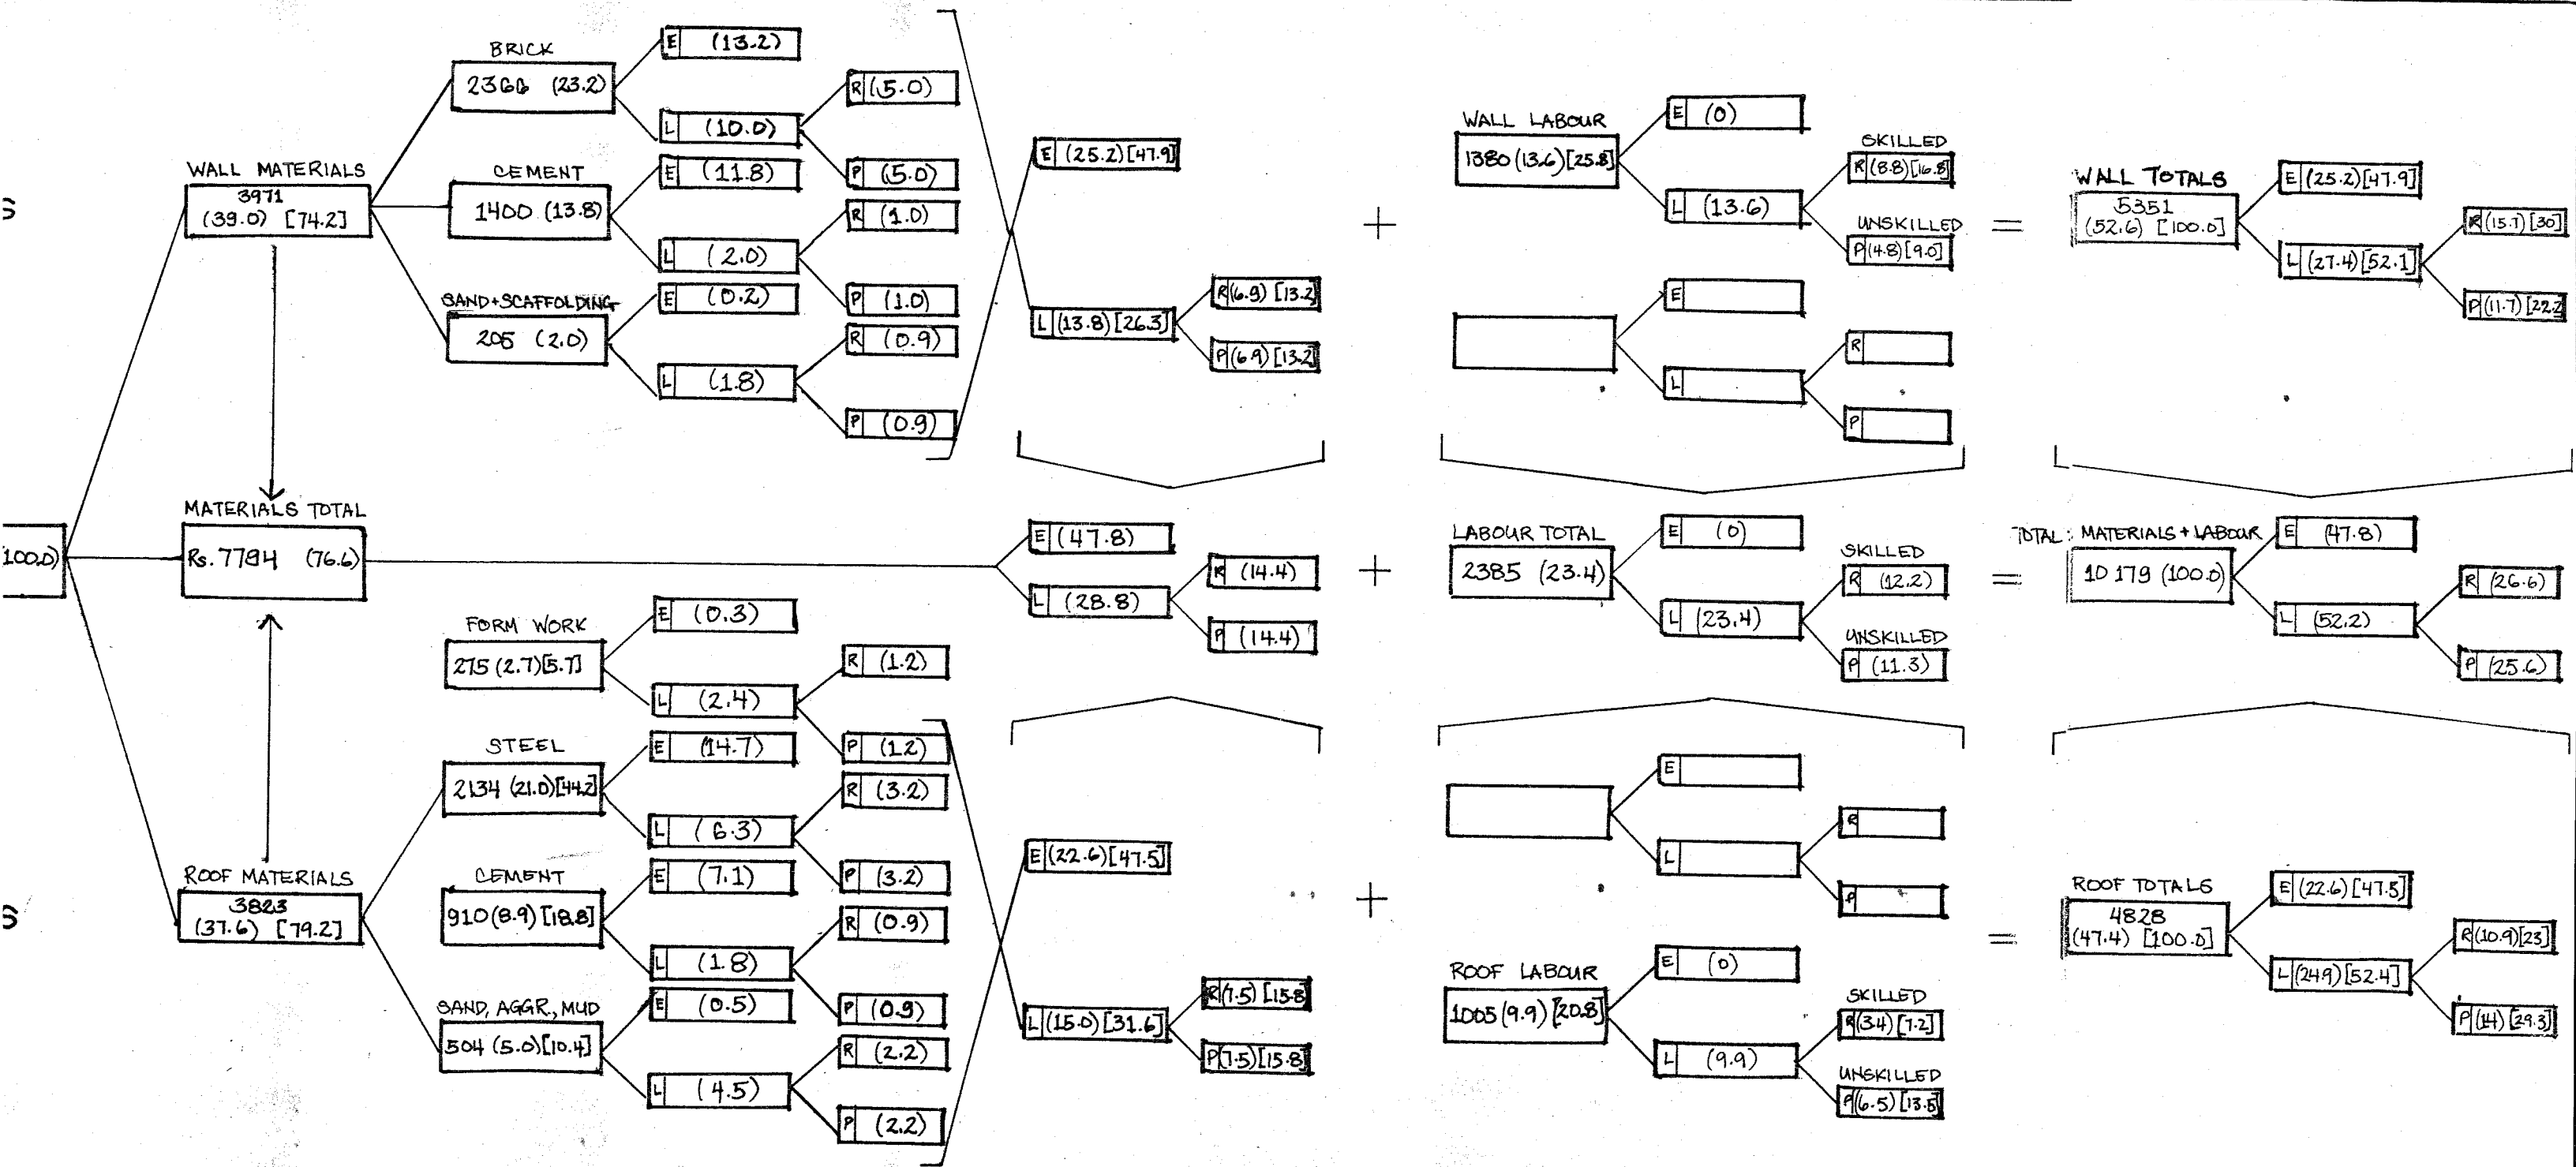 BRICK
2366 (23.2)
E (13.2)
L (10.0)
R (5.0)
P (5.0)
WALL MATERIALS
3971
(39.0) [74.2]
CEMENT
1400 (13.8)
E (11.8)
L (2.0)
R (1.0)
P (1.0)
SAND+SCAFFOLDING
205 (2.0)
E (0.2)
L (1.8)
R (0.9)
P (0.9)
E (25.2) [47.9]
L (13.8) [26.3]
R (6.9) [13.2]
P (6.9) [13.2]
+
WALL LABOUR
1380 (13.6) [25.8]
E (0)
L (13.6)
SKILLED
R (8.8) [16.8]
UNSKILLED
P (4.8) [9.0]
E
L
R
P
=
WALL TOTALS
5351
(52.6) [100.0]
E (25.2) [47.9]
L (27.4) [52.1]
R (15.7) [30]
P (11.7) [22.2]
100.0)
MATERIALS TOTAL
Rs. 7794 (76.6)
E (47.8)
L (28.8)
R (14.4)
P (14.4)
+
LABOUR TOTAL
2385 (23.4)
E (0)
L (23.4)
SKILLED
R (12.2)
UNSKILLED
P (11.3)
=
TOTAL: MATERIALS + LABOUR
10 179 (100.0)
E (47.8)
L (52.2)
R (26.6)
P (25.6)
FORM WORK
275 (2.7) [5.7]
E (0.3)
L (2.4)
R (1.2)
P (1.2)
STEEL
2134 (21.0) [44.2]
E (14.7)
L (6.3)
R (3.2)
P (3.2)
ROOF MATERIALS
3823
(37.6) [79.2]
CEMENT
910 (8.9) [18.8]
E (7.1)
L (1.8)
R (0.9)
P (0.9)
SAND, AGGR., MUD
504 (5.0) [10.4]
E (0.5)
L (4.5)
R (2.2)
P (2.2)
E (22.6) [47.5]
L (15.0) [31.6]
R (7.5) [15.8]
P (7.5) [15.8]
+
E
L
R
P
ROOF LABOUR
1005 (9.9) [20.8]
E (0)
L (9.9)
SKILLED
R (3.4) [7.2]
UNSKILLED
P (6.5) [13.5]
=
ROOF TOTALS
4828
(47.4) [100.0]
E (22.6) [47.5]
L (24.9) [52.4]
R (10.9) [23]
P (14) [29.3]
S
S